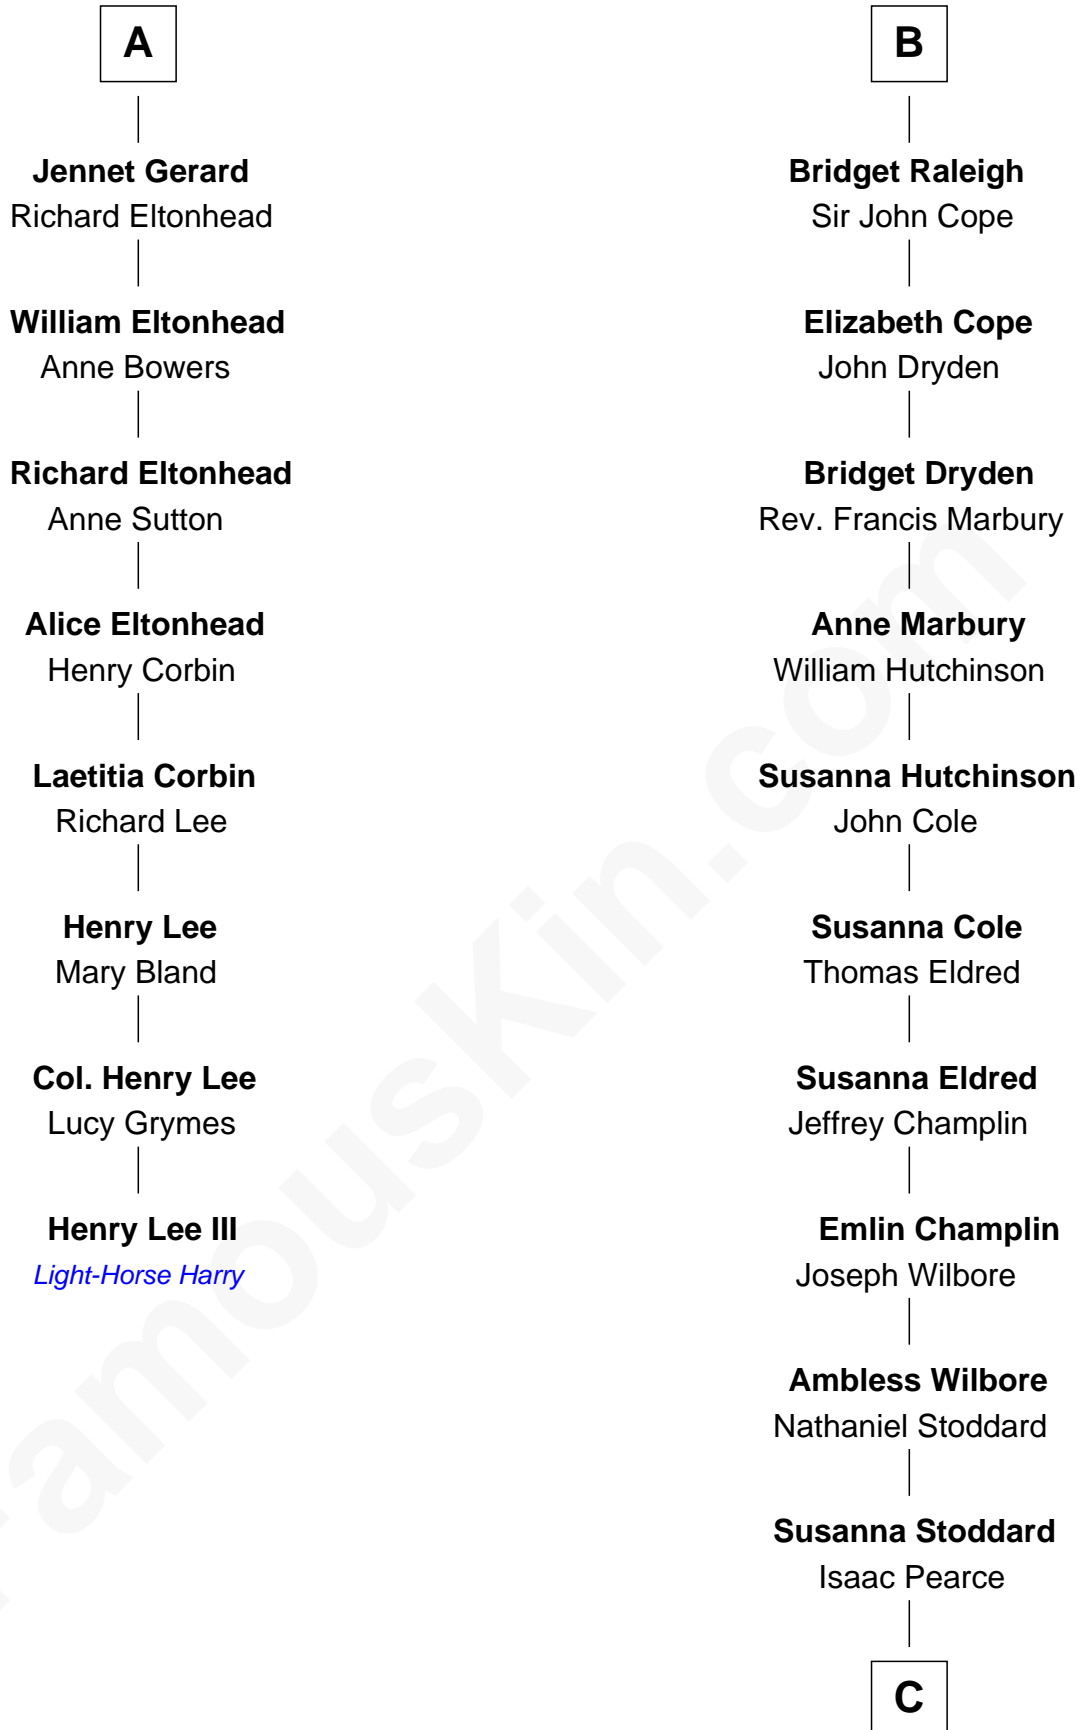 A
Jennet Gerard
Richard Eltonhead
William Eltonhead
Anne Bowers
Richard Eltonhead
Anne Sutton
Alice Eltonhead
Henry Corbin
Laetitia Corbin
Richard Lee
Henry Lee
Mary Bland
Col. Henry Lee
Lucy Grymes
Henry Lee III
Light-Horse Harry
B
Bridget Raleigh
Sir John Cope
Elizabeth Cope
John Dryden
Bridget Dryden
Rev. Francis Marbury
Anne Marbury
William Hutchinson
Susanna Hutchinson
John Cole
Susanna Cole
Thomas Eldred
Susanna Eldred
Jeffrey Champlin
Emlin Champlin
Joseph Wilbore
Ambless Wilbore
Nathaniel Stoddard
Susanna Stoddard
Isaac Pearce
C
FamousKin.com